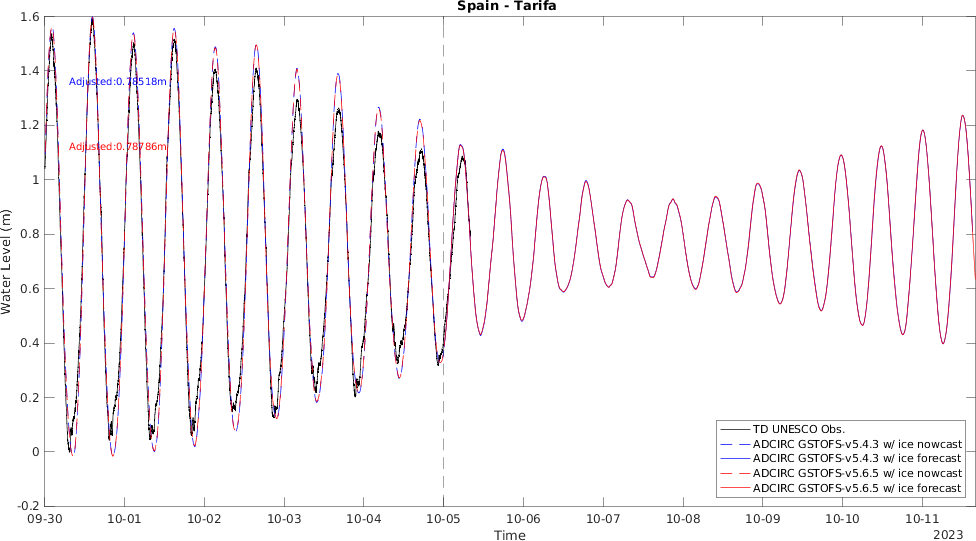 Spain - Tarifa
Water Level (m)
1.6
1.4
1.2
1
0.8
0.6
0.4
0.2
0
-0.2
Adjusted:0.78518m
Adjusted:0.78786m
TD UNESCO Obs.
ADCIRC GSTOFS-v5.4.3 w/ ice nowcast
ADCIRC GSTOFS-v5.4.3 w/ ice forecast
ADCIRC GSTOFS-v5.6.5 w/ ice nowcast
ADCIRC GSTOFS-v5.6.5 w/ ice forecast
09-30 10-01 10-02 10-03 10-04 10-05 10-06 10-07 10-08 10-09 10-10 10-11
Time
2023